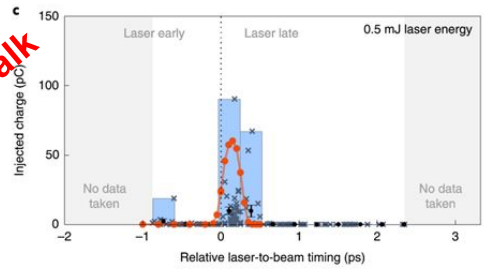 c
150
100
50
0
Injected charge (pC)
Laser early
Laser late
0.5 mJ laser energy
No data
taken
No data
taken
−2
−1
0
1
2
3
Relative laser-to-beam timing (ps)